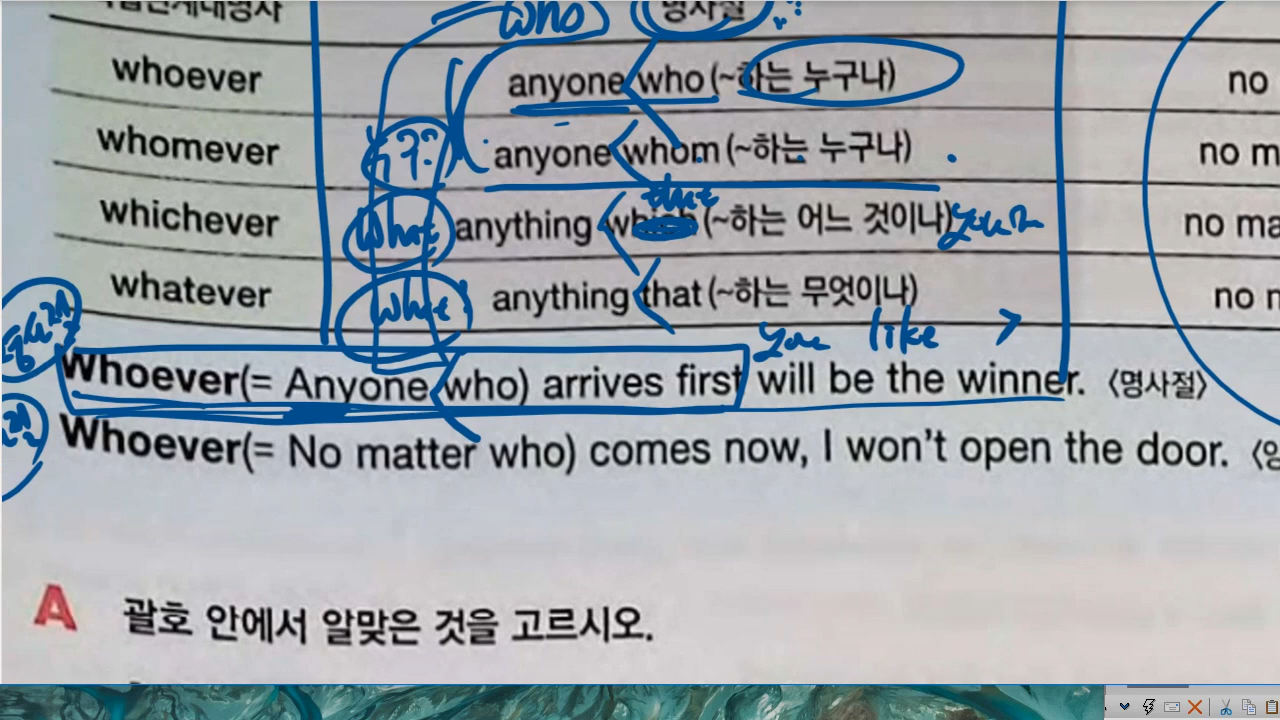 who 명사절
whoever anyone who (~하는 누구나) no
whomever anyone whom (~하는 누구나) no m
that
whichever what anything which (~하는 어느 것이나) no ma
whatever what anything that (~하는 무엇이나) no m
you like
Whoever(= Anyone who) arrives first will be the winner. 〈명사절〉
Whoever(= No matter who) comes now, I won't open the door.
A 괄호 안에서 알맞은 것을 고르시오.